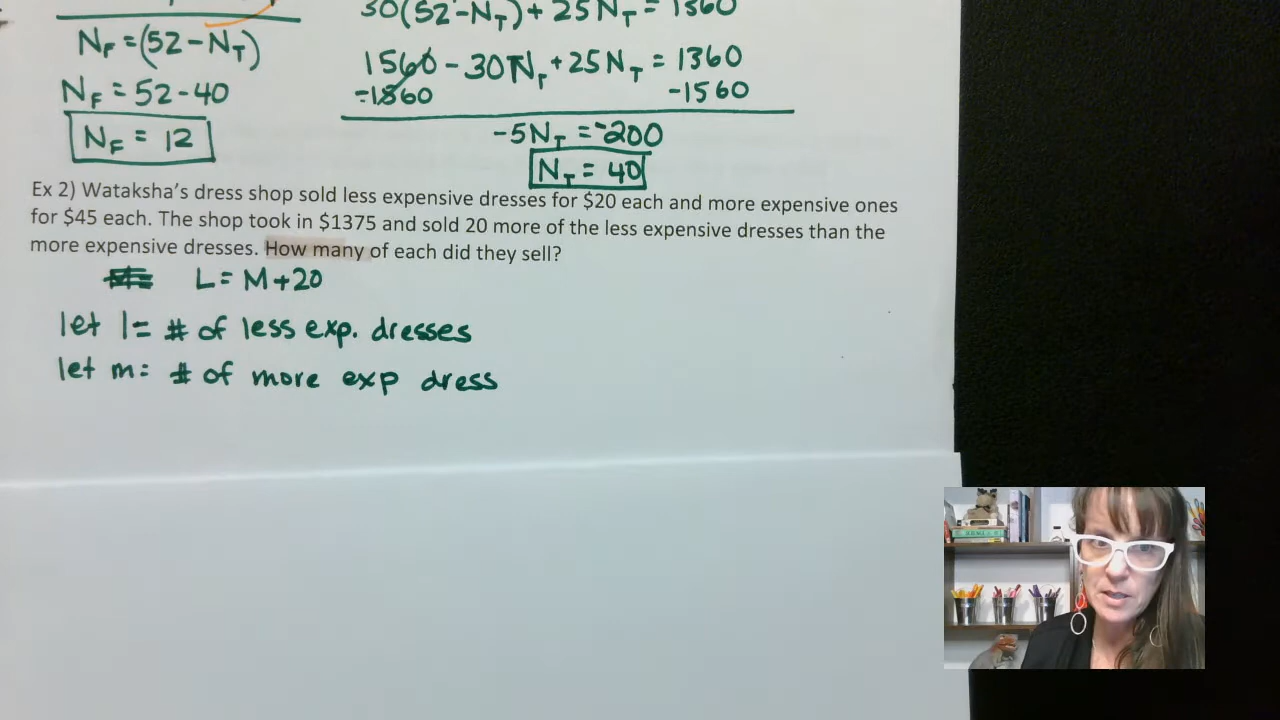 30(52-N_T)+25N_T=1360
N_F=(52-N_T)
1560-30N_T+25N_T=1360
N_F=52-40
-1560 -1560
N_F=12
-5N_T=-200
N_T=40
Ex 2) Wataksha's dress shop sold less expensive dresses for $20 each and more expensive ones
for $45 each. The shop took in $1375 and sold 20 more of the less expensive dresses than the
more expensive dresses. How many of each did they sell?
L=M+20
let l= # of less exp. dresses
let m= # of more exp dress